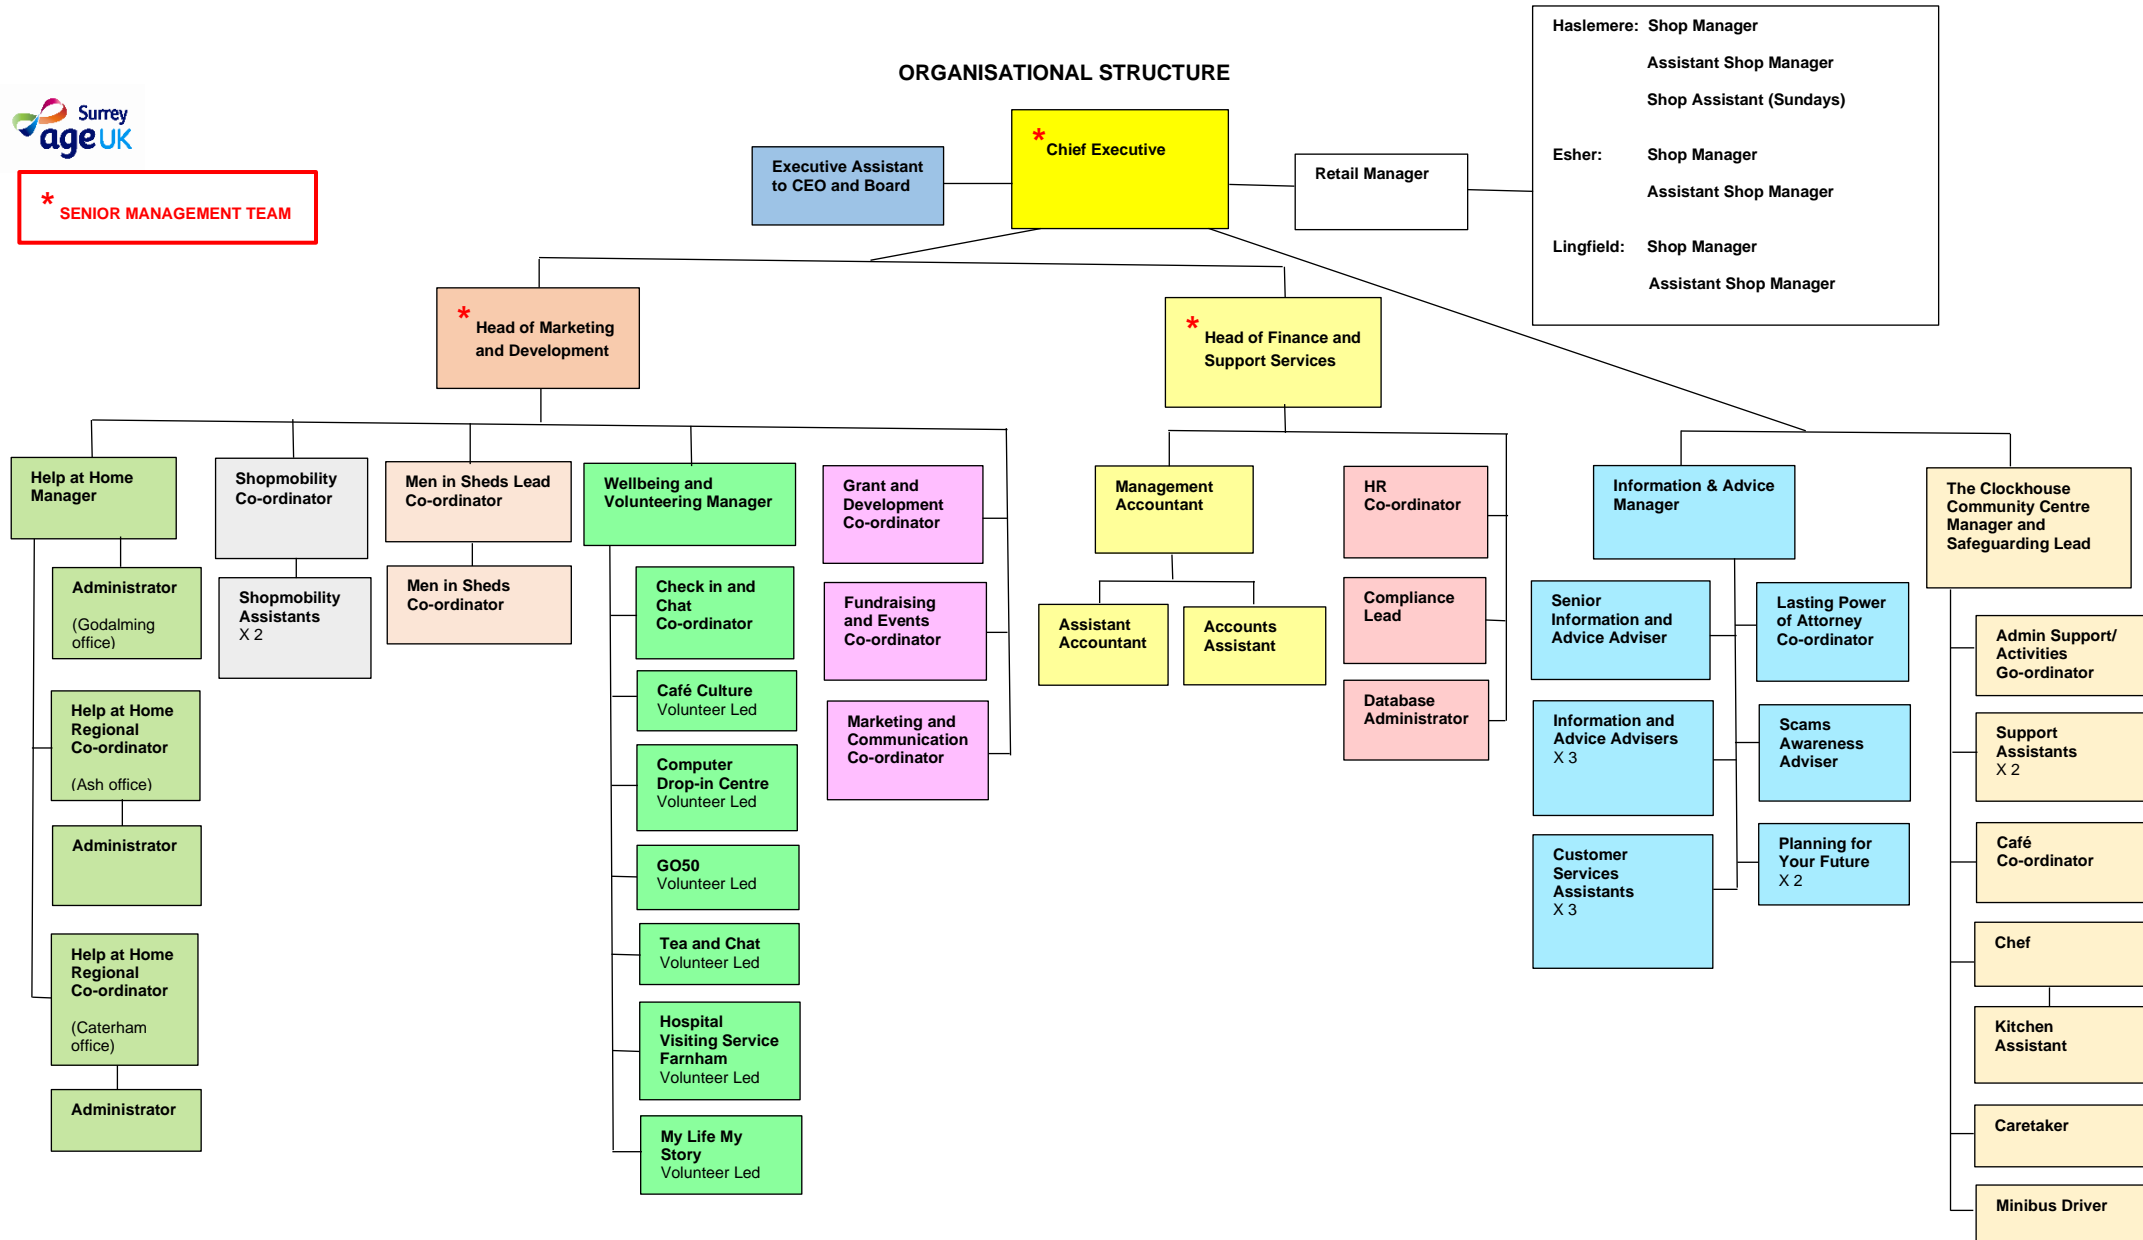 ORGANISATIONAL STRUCTURE
Surrey
ageUK
* SENIOR MANAGEMENT TEAM
Executive Assistant
to CEO and Board
* Chief Executive
Retail Manager
Haslemere: Shop Manager
Assistant Shop Manager
Shop Assistant (Sundays)
Esher: Shop Manager
Assistant Shop Manager
Lingfield: Shop Manager
Assistant Shop Manager
* Head of Marketing
and Development
* Head of Finance and
Support Services
Help at Home
Manager
Administrator
(Godalming
office)
Help at Home
Regional
Co-ordinator
(Ash office)
Administrator
Help at Home
Regional
Co-ordinator
(Caterham
office)
Administrator
Shopmobility
Co-ordinator
Shopmobility
Assistants
X 2
Men in Sheds Lead
Co-ordinator
Men in Sheds
Co-ordinator
Wellbeing and
Volunteering Manager
Check in and
Chat
Co-ordinator
Café Culture
Volunteer Led
Computer
Drop-in Centre
Volunteer Led
GO50
Volunteer Led
Tea and Chat
Volunteer Led
Hospital
Visiting Service
Farnham
Volunteer Led
My Life My
Story
Volunteer Led
Grant and
Development
Co-ordinator
Fundraising
and Events
Co-ordinator
Marketing and
Communication
Co-ordinator
Management
Accountant
Assistant
Accountant
Accounts
Assistant
HR
Co-ordinator
Compliance
Lead
Database
Administrator
Information & Advice
Manager
Senior
Information and
Advice Adviser
Information and
Advice Advisers
X 3
Customer
Services
Assistants
X 3
Lasting Power
of Attorney
Co-ordinator
Scams
Awareness
Adviser
Planning for
Your Future
X 2
The Clockhouse
Community Centre
Manager and
Safeguarding Lead
Admin Support/
Activities
Go-ordinator
Support
Assistants
X 2
Café
Co-ordinator
Chef
Kitchen
Assistant
Caretaker
Minibus Driver